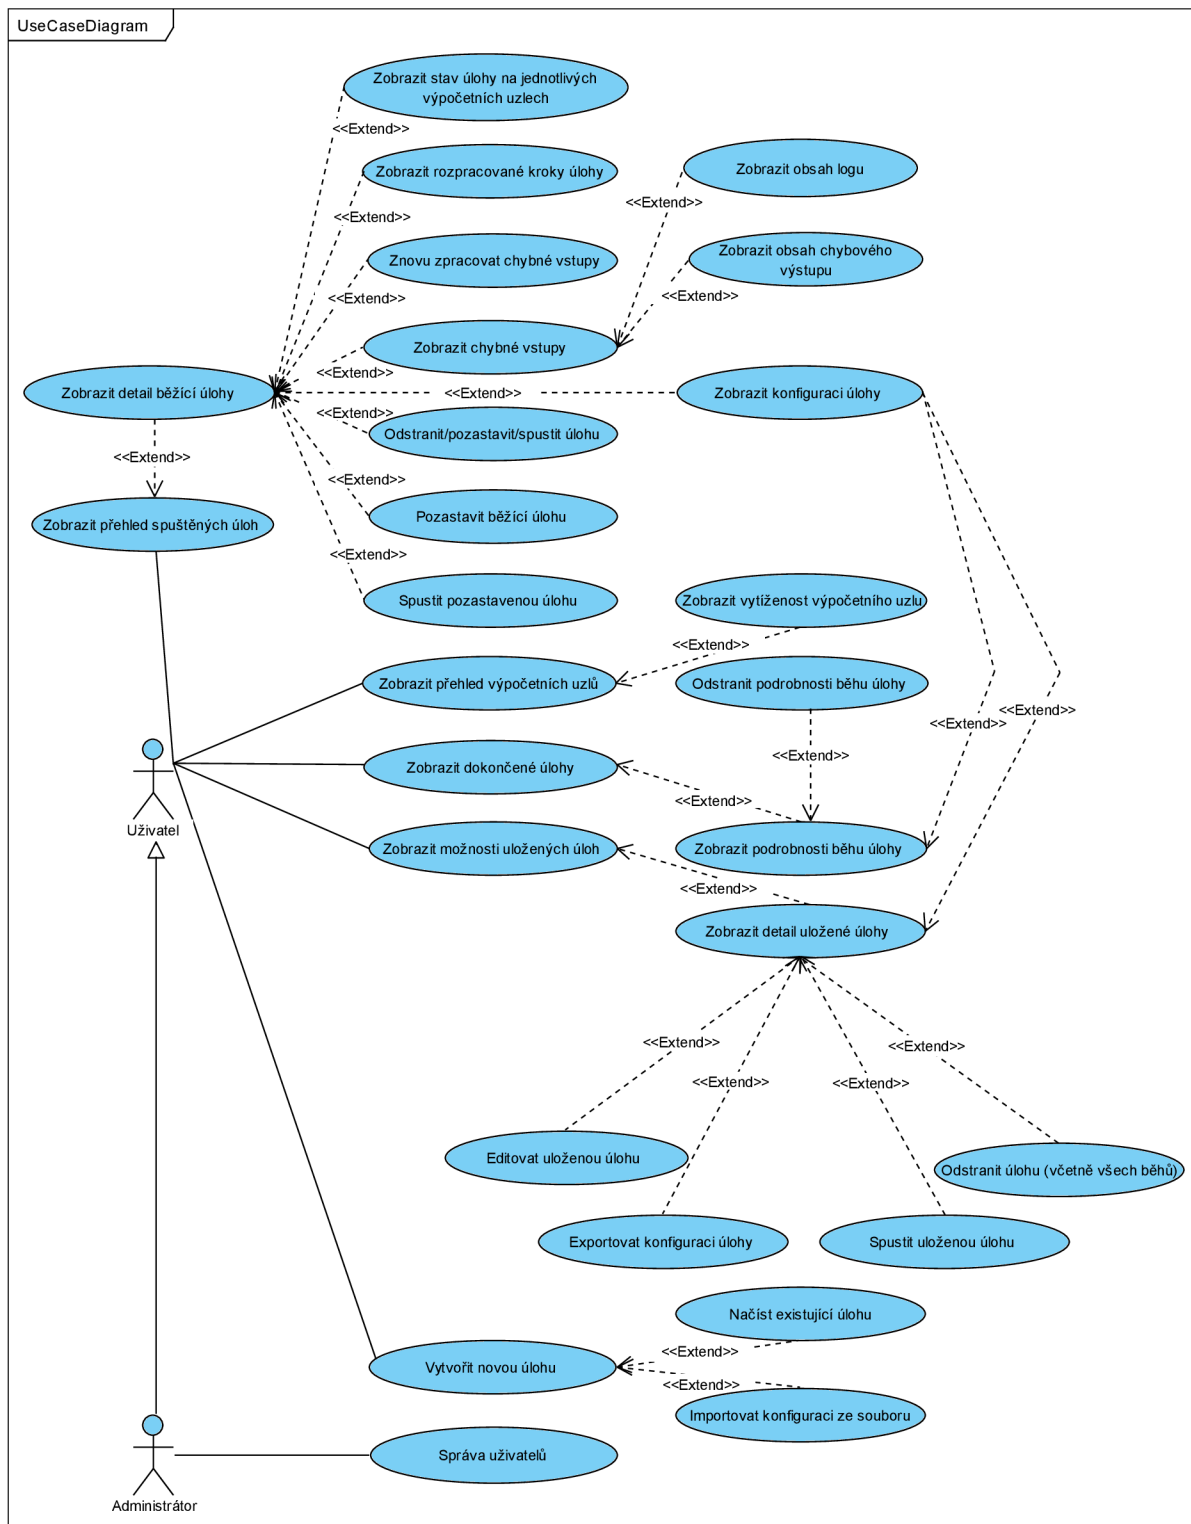 UseCaseDiagram
Zobrazit stav úlohy na jednotlivých
výpočetních uzlech
<<Extend>>
Zobrazit rozpracované kroky úlohy
Zobrazit obsah logu
<<Extend>>
<<Extend>>
Znovu zpracovat chybné vstupy
Zobrazit obsah chybového
výstupu
<<Extend>>
<<Extend>>
Zobrazit chybné vstupy
<<Extend>>
Zobrazit detail běžící úlohy
<<Extend>>
Zobrazit konfiguraci úlohy
<<Extend>>
Odstranit/pozastavit/spustit úlohu
<<Extend>>
<<Extend>>
Pozastavit běžící úlohu
Zobrazit přehled spuštěných úloh
<<Extend>>
Spustit pozastavenou úlohu
Zobrazit vytíženost výpočetního uzlu
<<Extend>>
Zobrazit přehled výpočetních uzlů
Odstranit podrobnosti běhu úlohy
<<Extend>>
<<Extend>>
<<Extend>>
Zobrazit dokončené úlohy
<<Extend>>
Uživatel
Zobrazit možnosti uložených úloh
Zobrazit podrobnosti běhu úlohy
<<Extend>>
Zobrazit detail uložené úlohy
<<Extend>>
<<Extend>>
<<Extend>>
<<Extend>>
Editovat uloženou úlohu
Odstranit úlohu (včetně všech běhů)
Exportovat konfiguraci úlohy
Spustit uloženou úlohu
Načíst existující úlohu
<<Extend>>
Vytvořit novou úlohu
<<Extend>>
Importovat konfiguraci ze souboru
Správa uživatelů
Administrátor